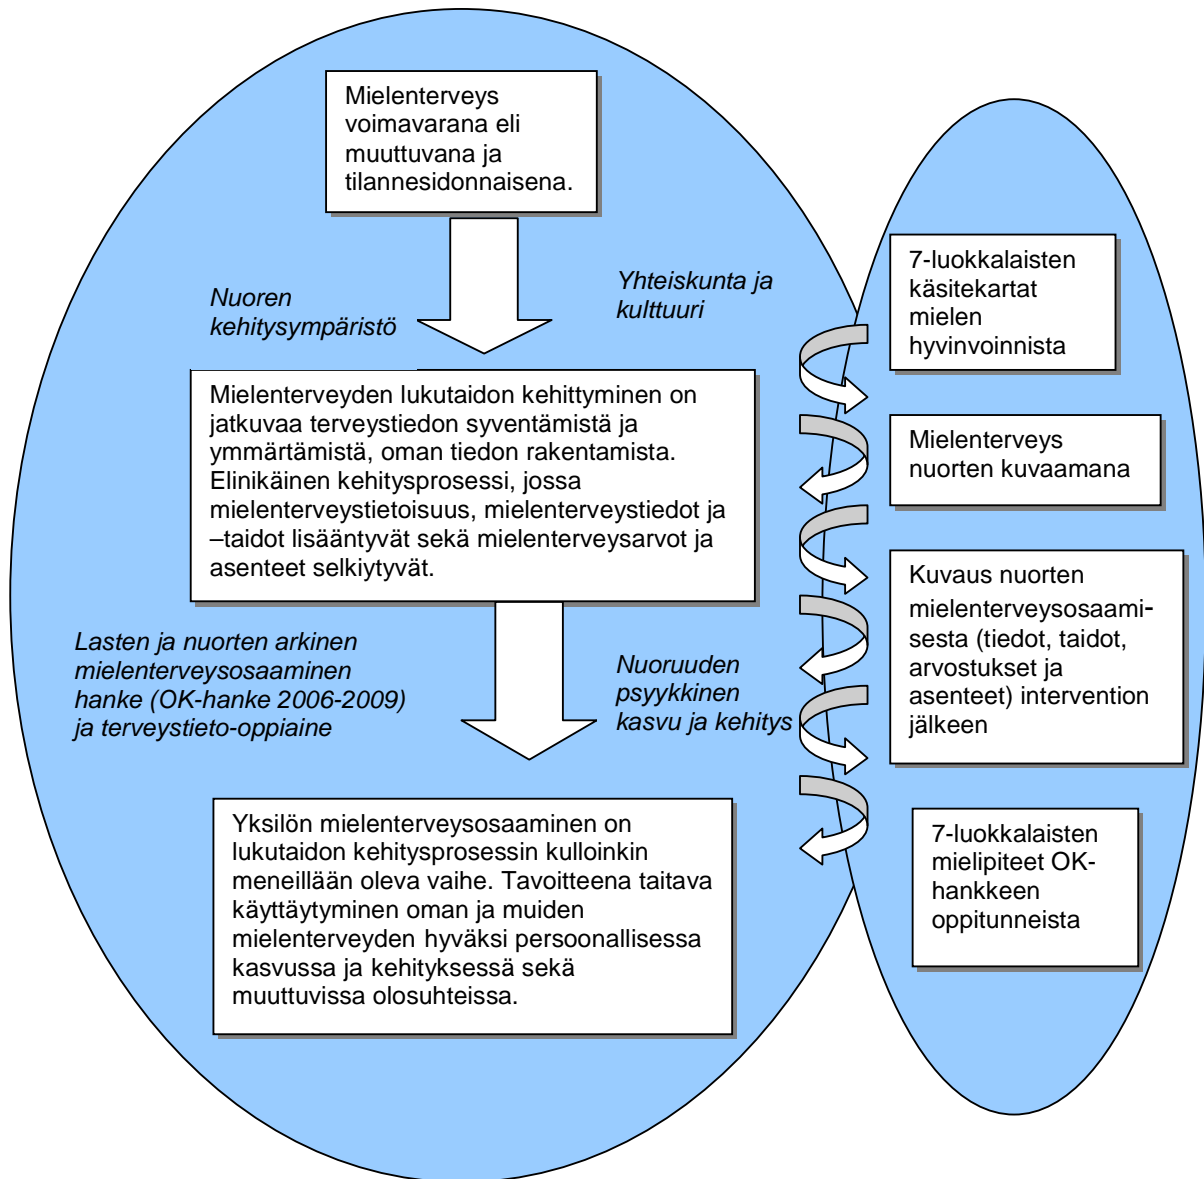 Mielenterveys
voimavarana eli
muuttuvana ja
tilannesidonnaisena.
Nuoren
kehitysympäristö
Yhteiskunta ja
kulttuuri
Mielenterveyden lukutaidon kehittyminen on
jatkuvaa terveystiedon syventämistä ja
ymmärtämistä, oman tiedon rakentamista.
Elinikäinen kehitysprosessi, jossa
mielenterveystietoisuus, mielenterveystiedot ja
–taidot lisääntyvät sekä mielenterveysarvot ja
asenteet selkiytyvät.
Lasten ja nuorten arkinen
mielenterveysosaaminen
hanke (OK-hanke 2006-2009)
ja terveystieto-oppiaine
Nuoruuden
psyykkinen
kasvu ja kehitys
Yksilön mielenterveysosaaminen on
lukutaidon kehitysprosessin kulloinkin
meneillään oleva vaihe. Tavoitteena taitava
käyttäytyminen oman ja muiden
mielenterveyden hyväksi persoonallisessa
kasvussa ja kehityksessä sekä
muuttuvissa olosuhteissa.
7-luokkalaisten
käsitekartat
mielen
hyvinvoinnista
Mielenterveys
nuorten kuvaamana
Kuvaus nuorten
mielenterveysosaami-
sesta (tiedot, taidot,
arvostukset ja
asenteet) intervention
jälkeen
7-luokkalaisten
mielipiteet OK-
hankkeen
oppitunneista